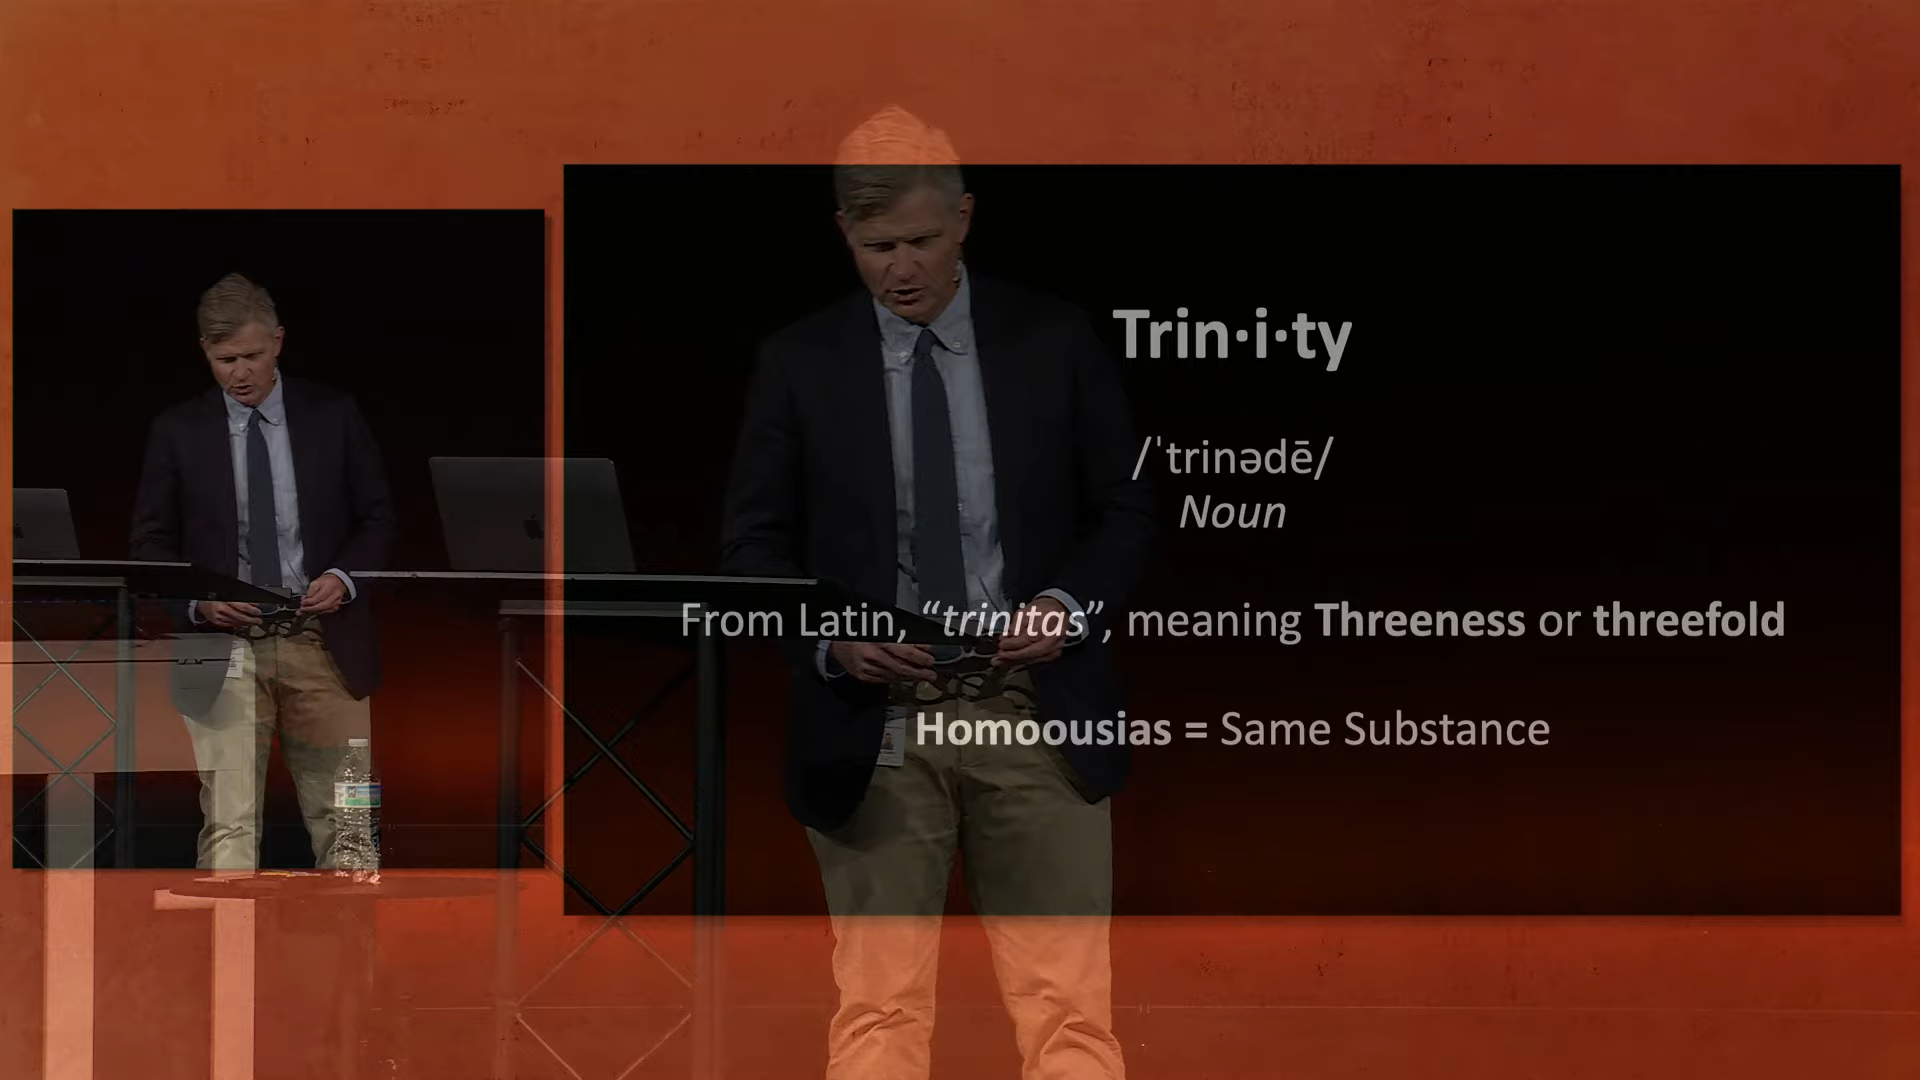 Trin·i·ty
/ˈtrinədē/
Noun
From Latin, “trinitas”, meaning Threeness or threefold
Homoousias = Same Substance